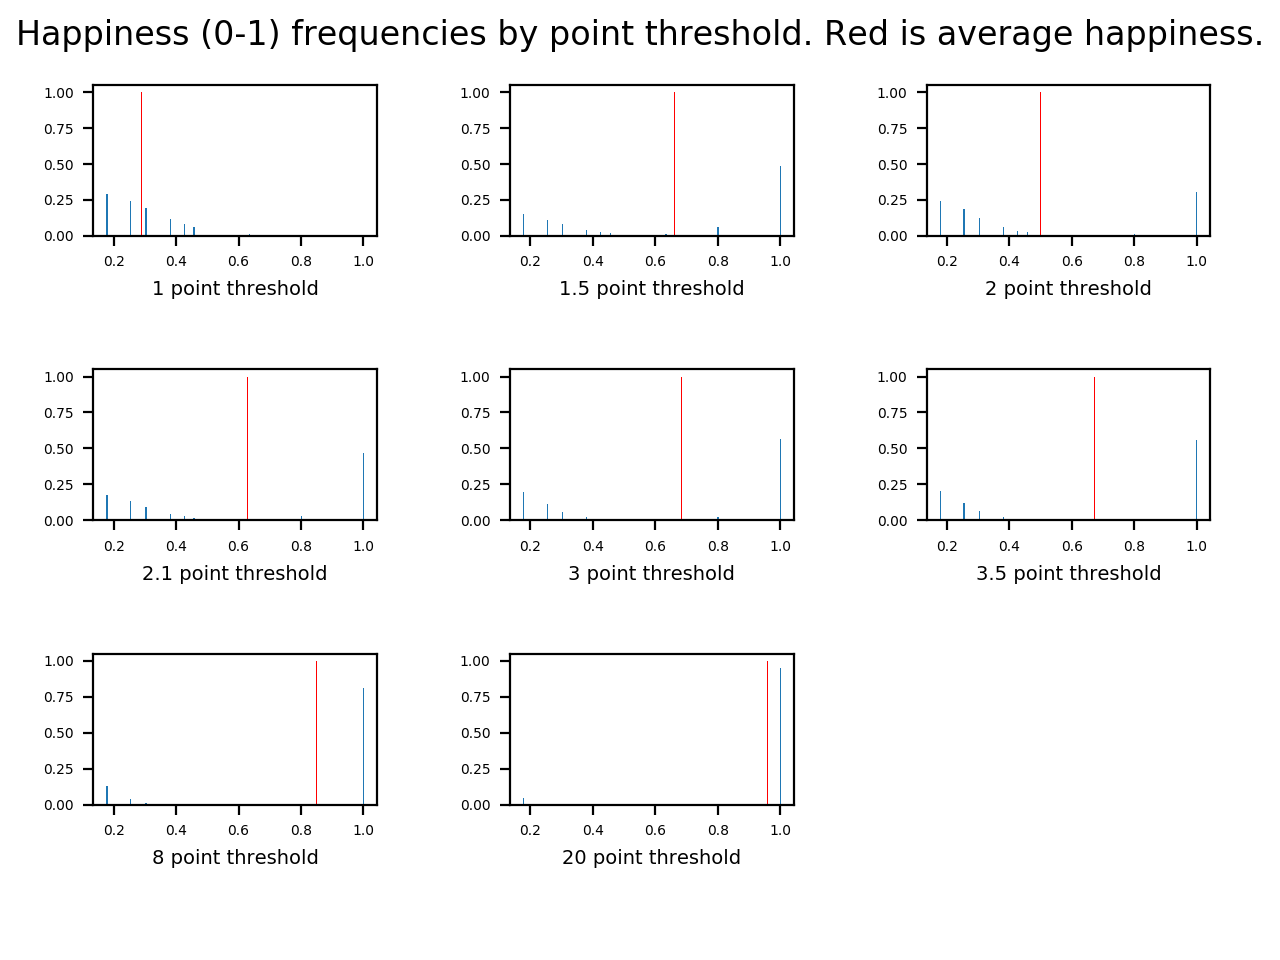 Happiness (0-1) frequencies by point threshold. Red is average happiness.
1.00 1.00 1.00
0.75 0.75 0.75
0.50 0.50 0.50
0.25 0.25 0.25
0.00 0.00 0.00
0.2 0.4 0.6 0.8 1.0 0.2 0.4 0.6 0.8 1.0 0.2 0.4 0.6 0.8 1.0
1 point threshold 1.5 point threshold 2 point threshold
1.00 1.00 1.00
0.75 0.75 0.75
0.50 0.50 0.50
0.25 0.25 0.25
0.00 0.00 0.00
0.2 0.4 0.6 0.8 1.0 0.2 0.4 0.6 0.8 1.0 0.2 0.4 0.6 0.8 1.0
2.1 point threshold 3 point threshold 3.5 point threshold
1.00 1.00
0.75 0.75
0.50 0.50
0.25 0.25
0.00 0.00
0.2 0.4 0.6 0.8 1.0 0.2 0.4 0.6 0.8 1.0
8 point threshold 20 point threshold